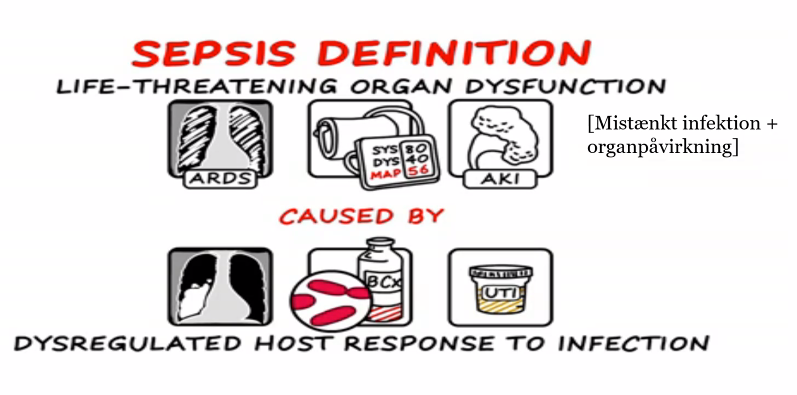 SEPSIS DEFINITION
LIFE-THREATENING ORGAN DYSFUNCTION
[Mistænkt infektion +
organpåvirkning]
SYS 80
DYS 40
MAP 56
ARDS
AKI
CAUSED BY
BCx
UTI
DYSREGULATED HOST RESPONSE TO INFECTION